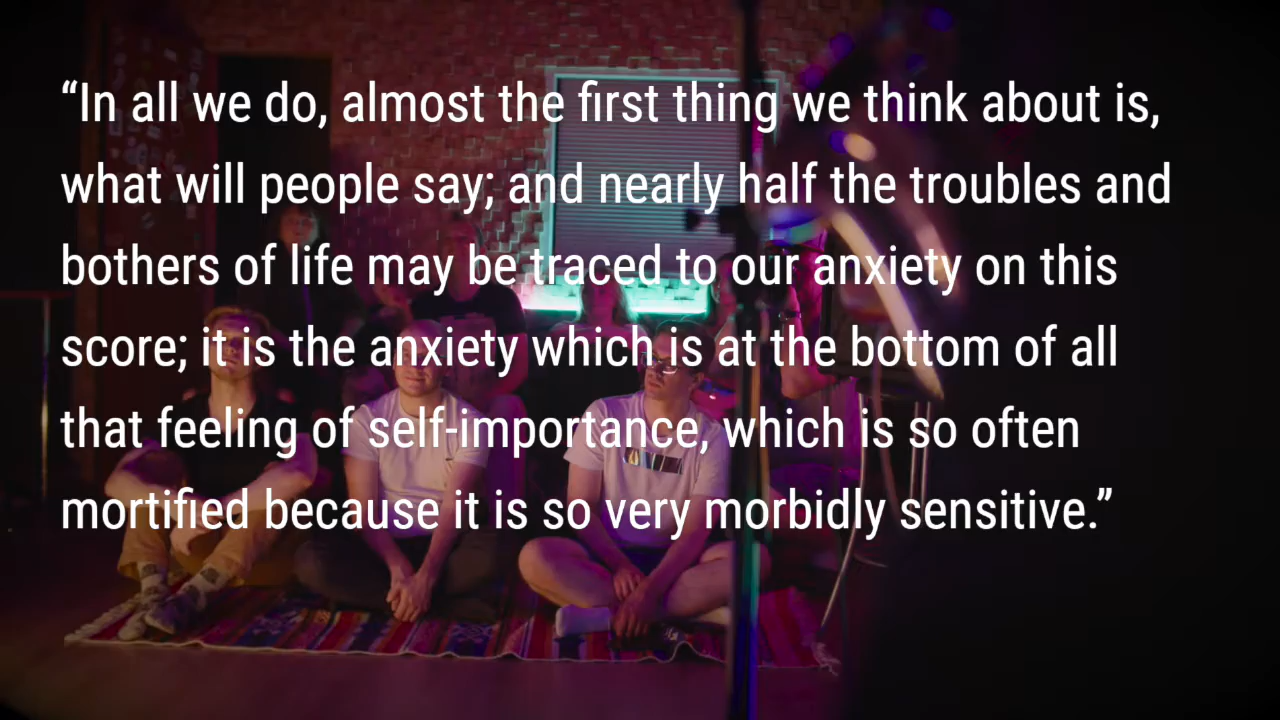 “In all we do, almost the first thing we think about is,
what will people say; and nearly half the troubles and
bothers of life may be traced to our anxiety on this
score; it is the anxiety which is at the bottom of all
that feeling of self-importance, which is so often
mortified because it is so very morbidly sensitive.”